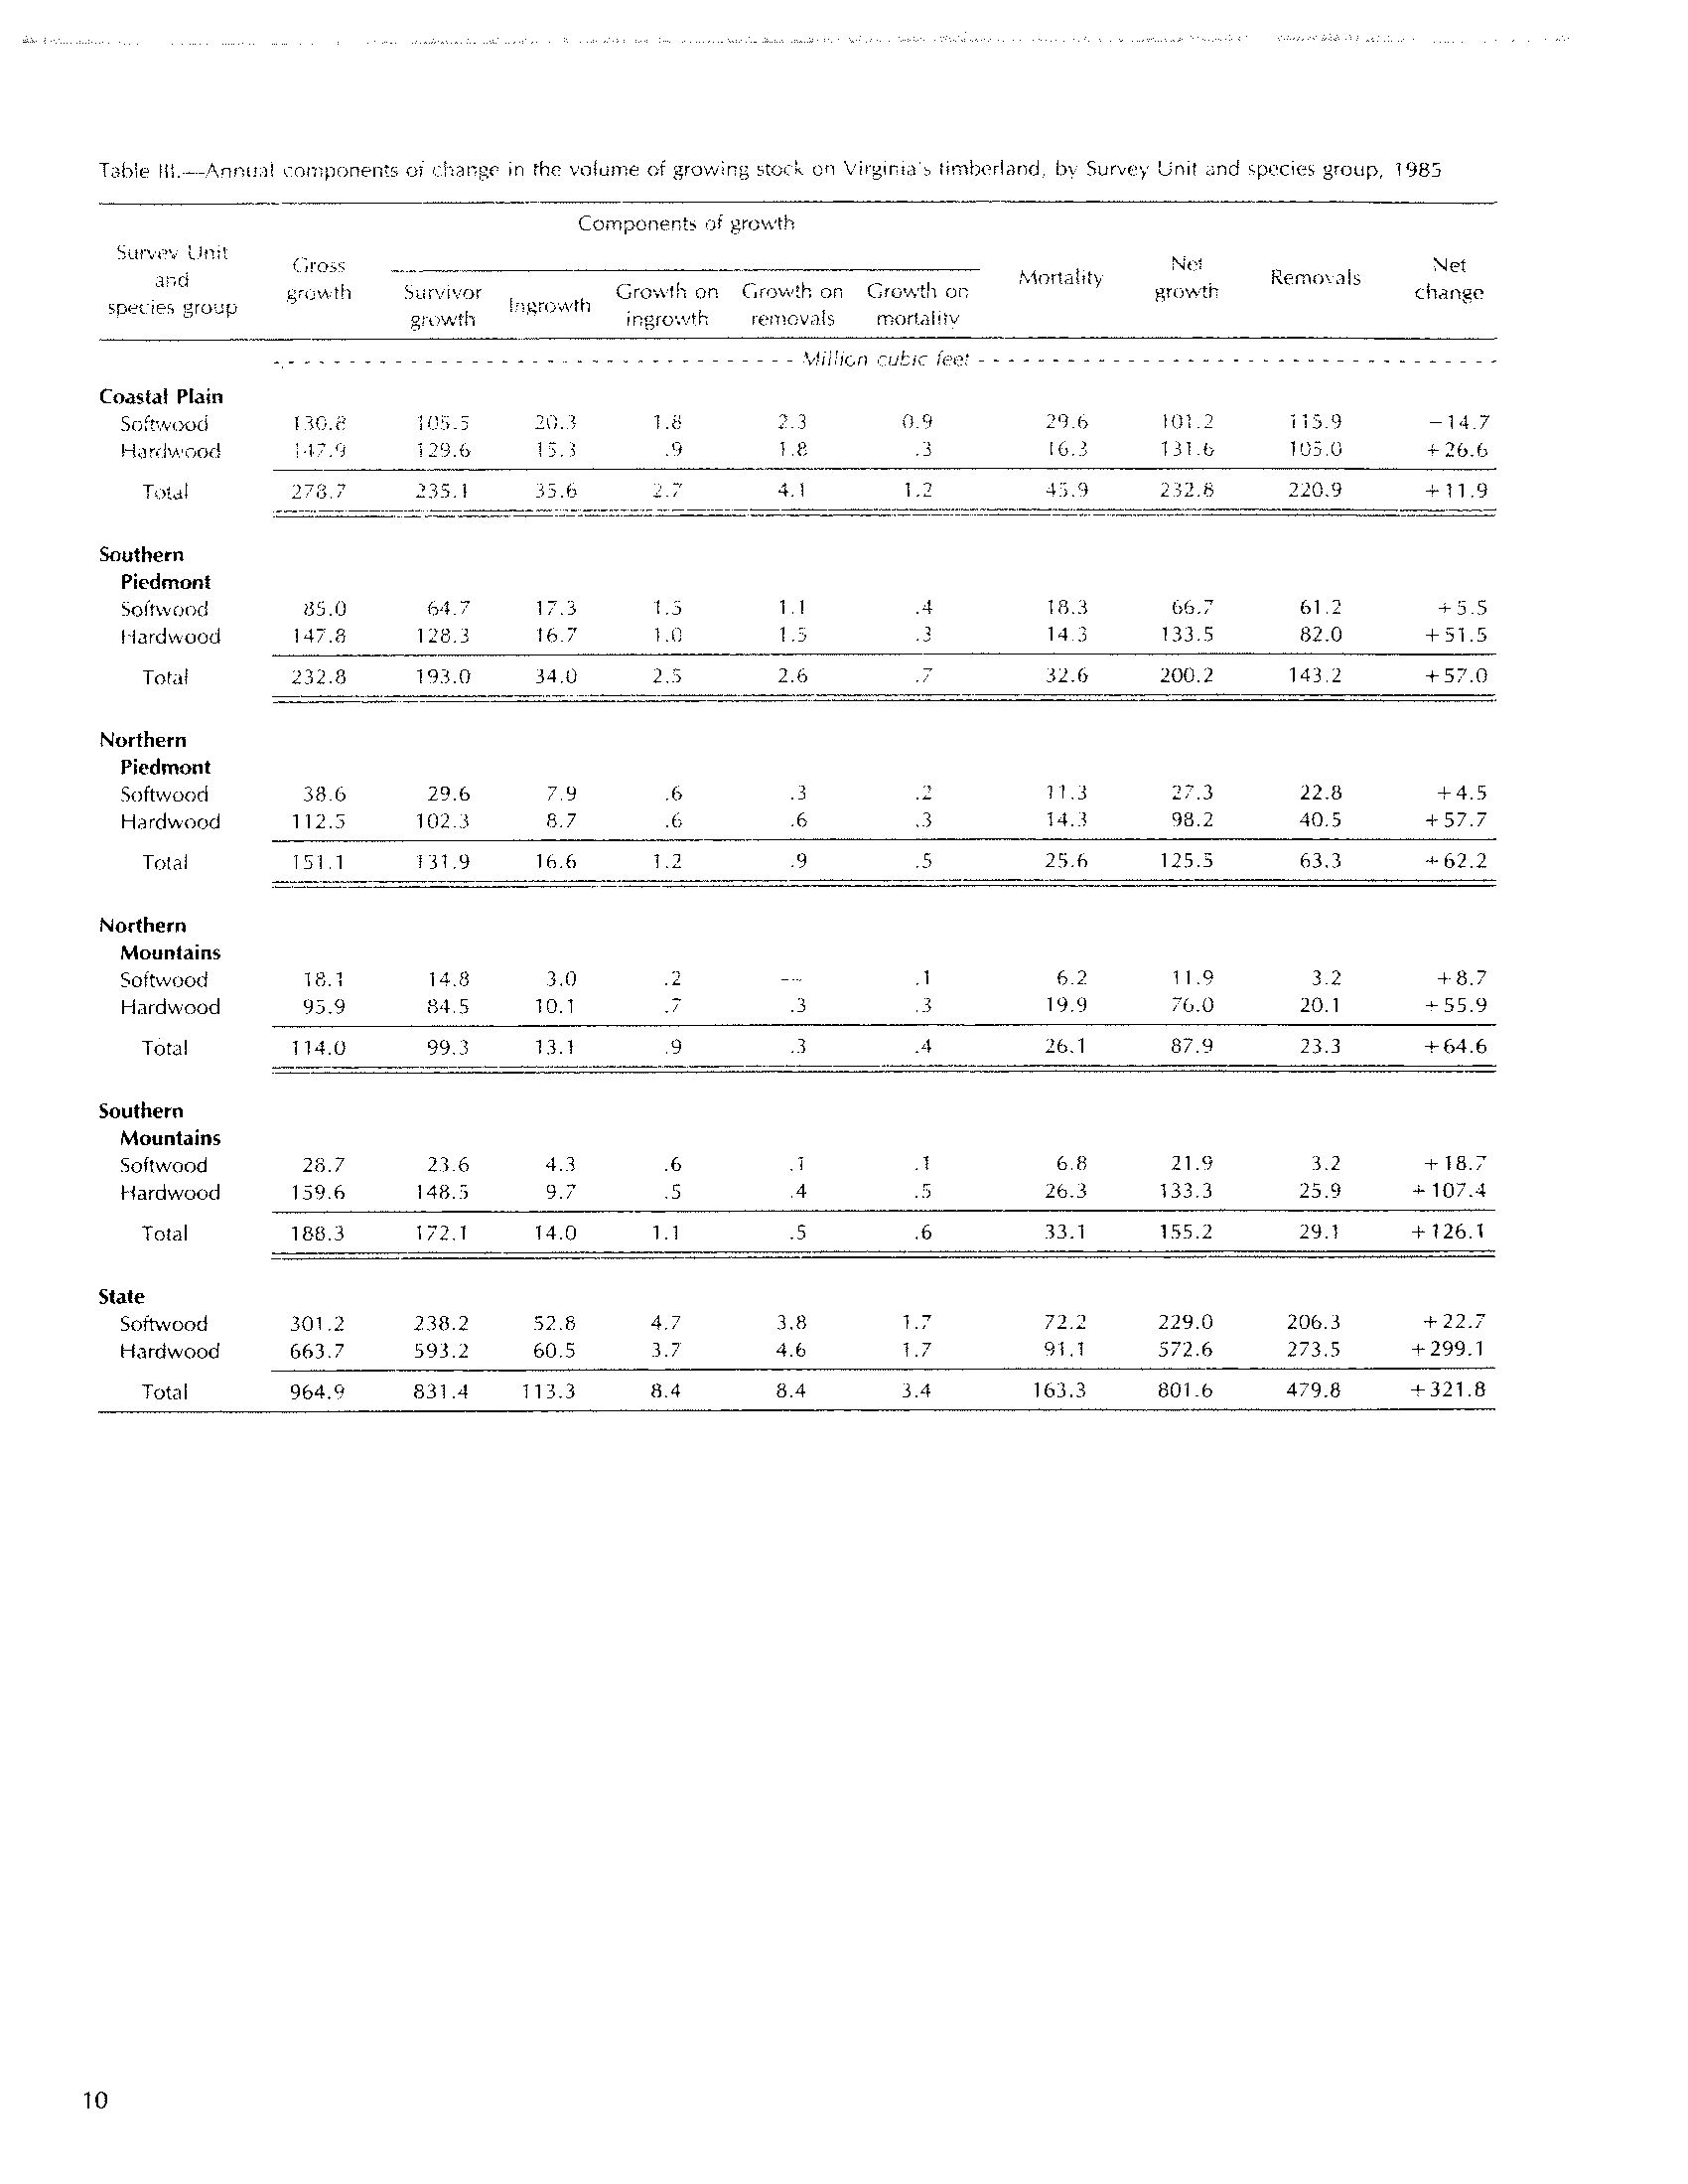 Table III.—Annual components of change in the volume of growing stock on Virginia's timberland, by Survey Unit and species group, 1985
Components of growth
Survey Unit and species group
Gross growth
Survivor growth
Ingrowth
Growth on ingrowth
Growth on removals
Growth on mortality
Mortality
Net growth
Removals
Net change
Million cubic feet
Coastal Plain
Softwood 130.8 105.5 20.3 1.8 2.3 0.9 29.6 101.2 115.9 −14.7
Hardwood 147.9 129.6 15.3 .9 1.8 .3 16.3 131.6 105.0 +26.6
Total 278.7 235.1 35.6 2.7 4.1 1.2 45.9 232.8 220.9 +11.9
Southern
Piedmont
Softwood 85.0 64.7 17.3 1.5 1.1 .4 18.3 66.7 61.2 +5.5
Hardwood 147.8 128.3 16.7 1.0 1.5 .3 14.3 133.5 82.0 +51.5
Total 232.8 193.0 34.0 2.5 2.6 .7 32.6 200.2 143.2 +57.0
Northern
Piedmont
Softwood 38.6 29.6 7.9 .6 .3 .2 11.3 27.3 22.8 +4.5
Hardwood 112.5 102.3 8.7 .6 .6 .3 14.3 98.2 40.5 +57.7
Total 151.1 131.9 16.6 1.2 .9 .5 25.6 125.5 63.3 +62.2
Northern
Mountains
Softwood 18.1 14.8 3.0 .2 -- .1 6.2 11.9 3.2 +8.7
Hardwood 95.9 84.5 10.1 .7 .3 .3 19.9 76.0 20.1 +55.9
Total 114.0 99.3 13.1 .9 .3 .4 26.1 87.9 23.3 +64.6
Southern
Mountains
Softwood 28.7 23.6 4.3 .6 .1 .1 6.8 21.9 3.2 +18.7
Hardwood 159.6 148.5 9.7 .5 .4 .5 26.3 133.3 25.9 +107.4
Total 188.3 172.1 14.0 1.1 .5 .6 33.1 155.2 29.1 +126.1
State
Softwood 301.2 238.2 52.8 4.7 3.8 1.7 72.2 229.0 206.3 +22.7
Hardwood 663.7 593.2 60.5 3.7 4.6 1.7 91.1 572.6 273.5 +299.1
Total 964.9 831.4 113.3 8.4 8.4 3.4 163.3 801.6 479.8 +321.8
10